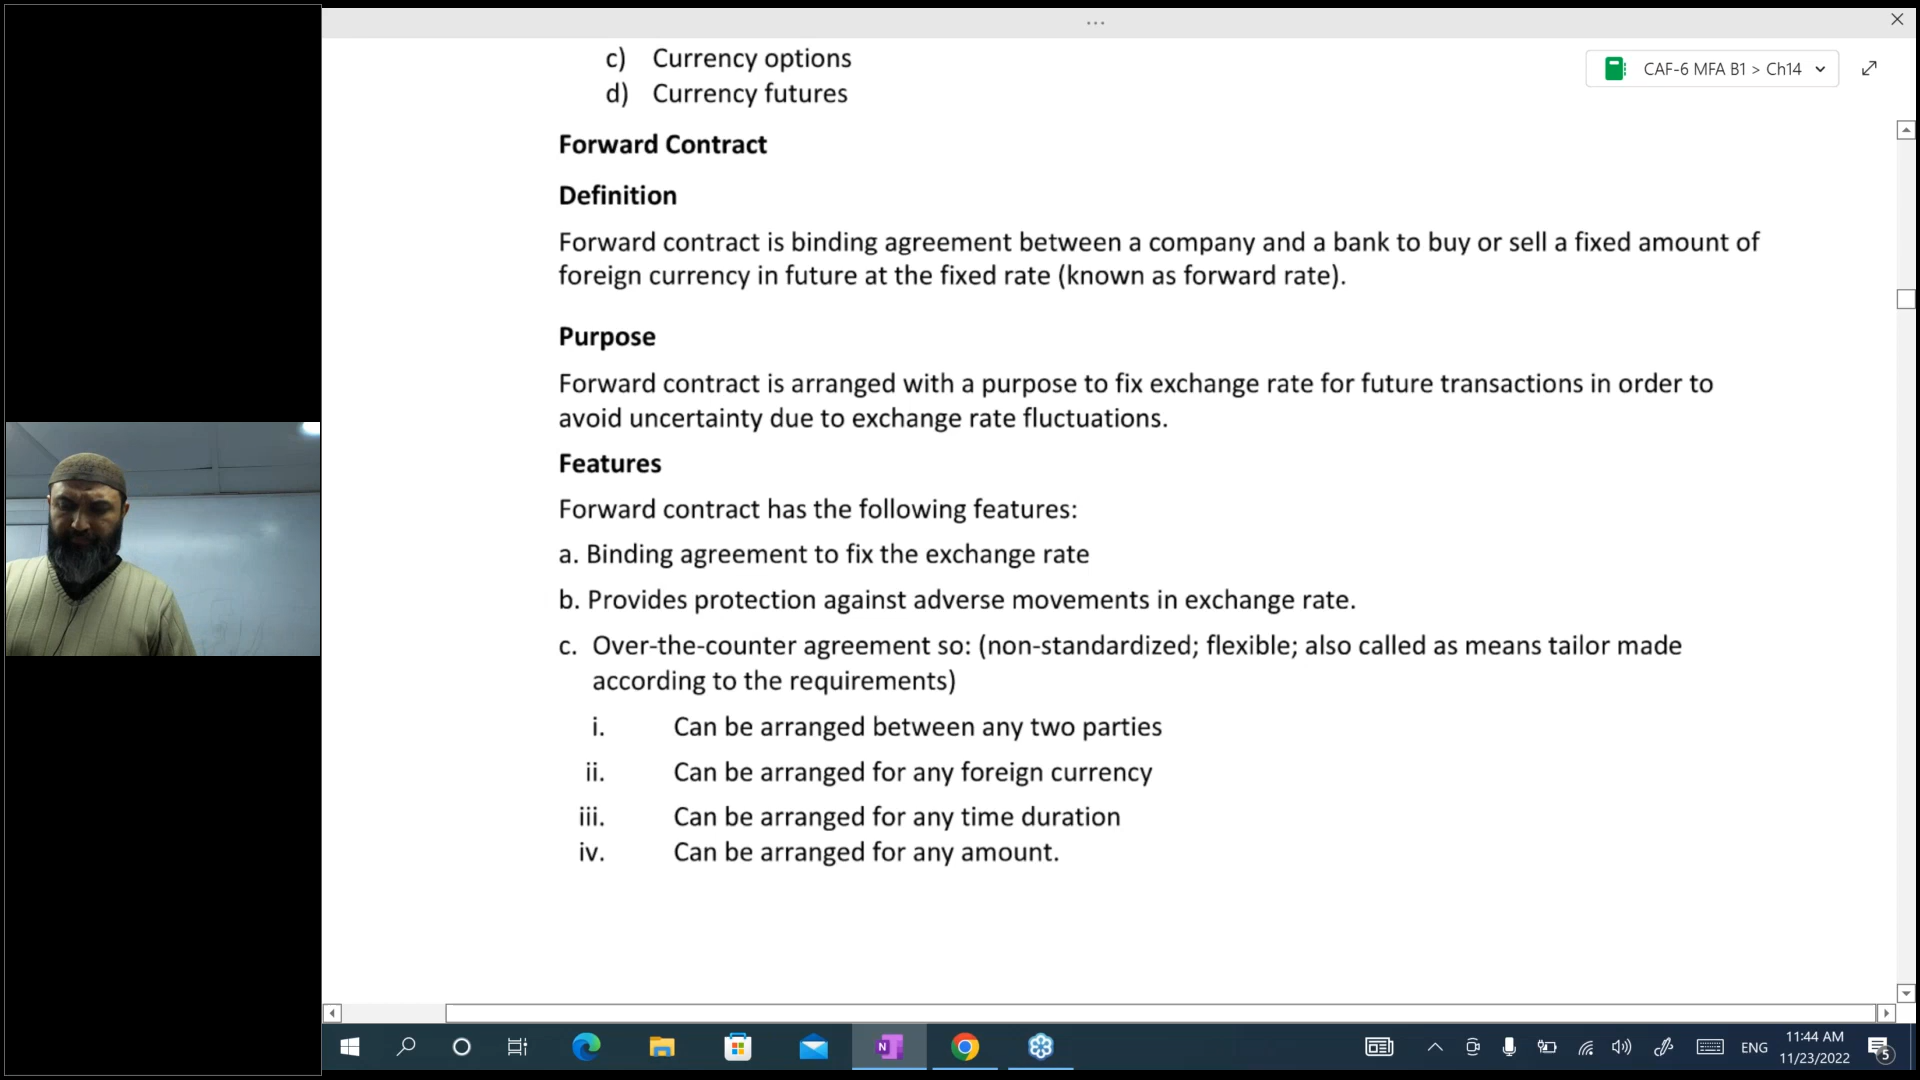 ...
c) Currency options
CAF-6 MFA B1 > Ch14
d) Currency futures
Forward Contract
Definition
Forward contract is binding agreement between a company and a bank to buy or sell a fixed amount of
foreign currency in future at the fixed rate (known as forward rate).
Purpose
Forward contract is arranged with a purpose to fix exchange rate for future transactions in order to
avoid uncertainty due to exchange rate fluctuations.
Features
Forward contract has the following features:
a. Binding agreement to fix the exchange rate
b. Provides protection against adverse movements in exchange rate.
c. Over-the-counter agreement so: (non-standardized; flexible; also called as means tailor made
according to the requirements)
i. Can be arranged between any two parties
ii. Can be arranged for any foreign currency
iii. Can be arranged for any time duration
iv. Can be arranged for any amount.
N
ENG
11:44 AM
11/23/2022
5